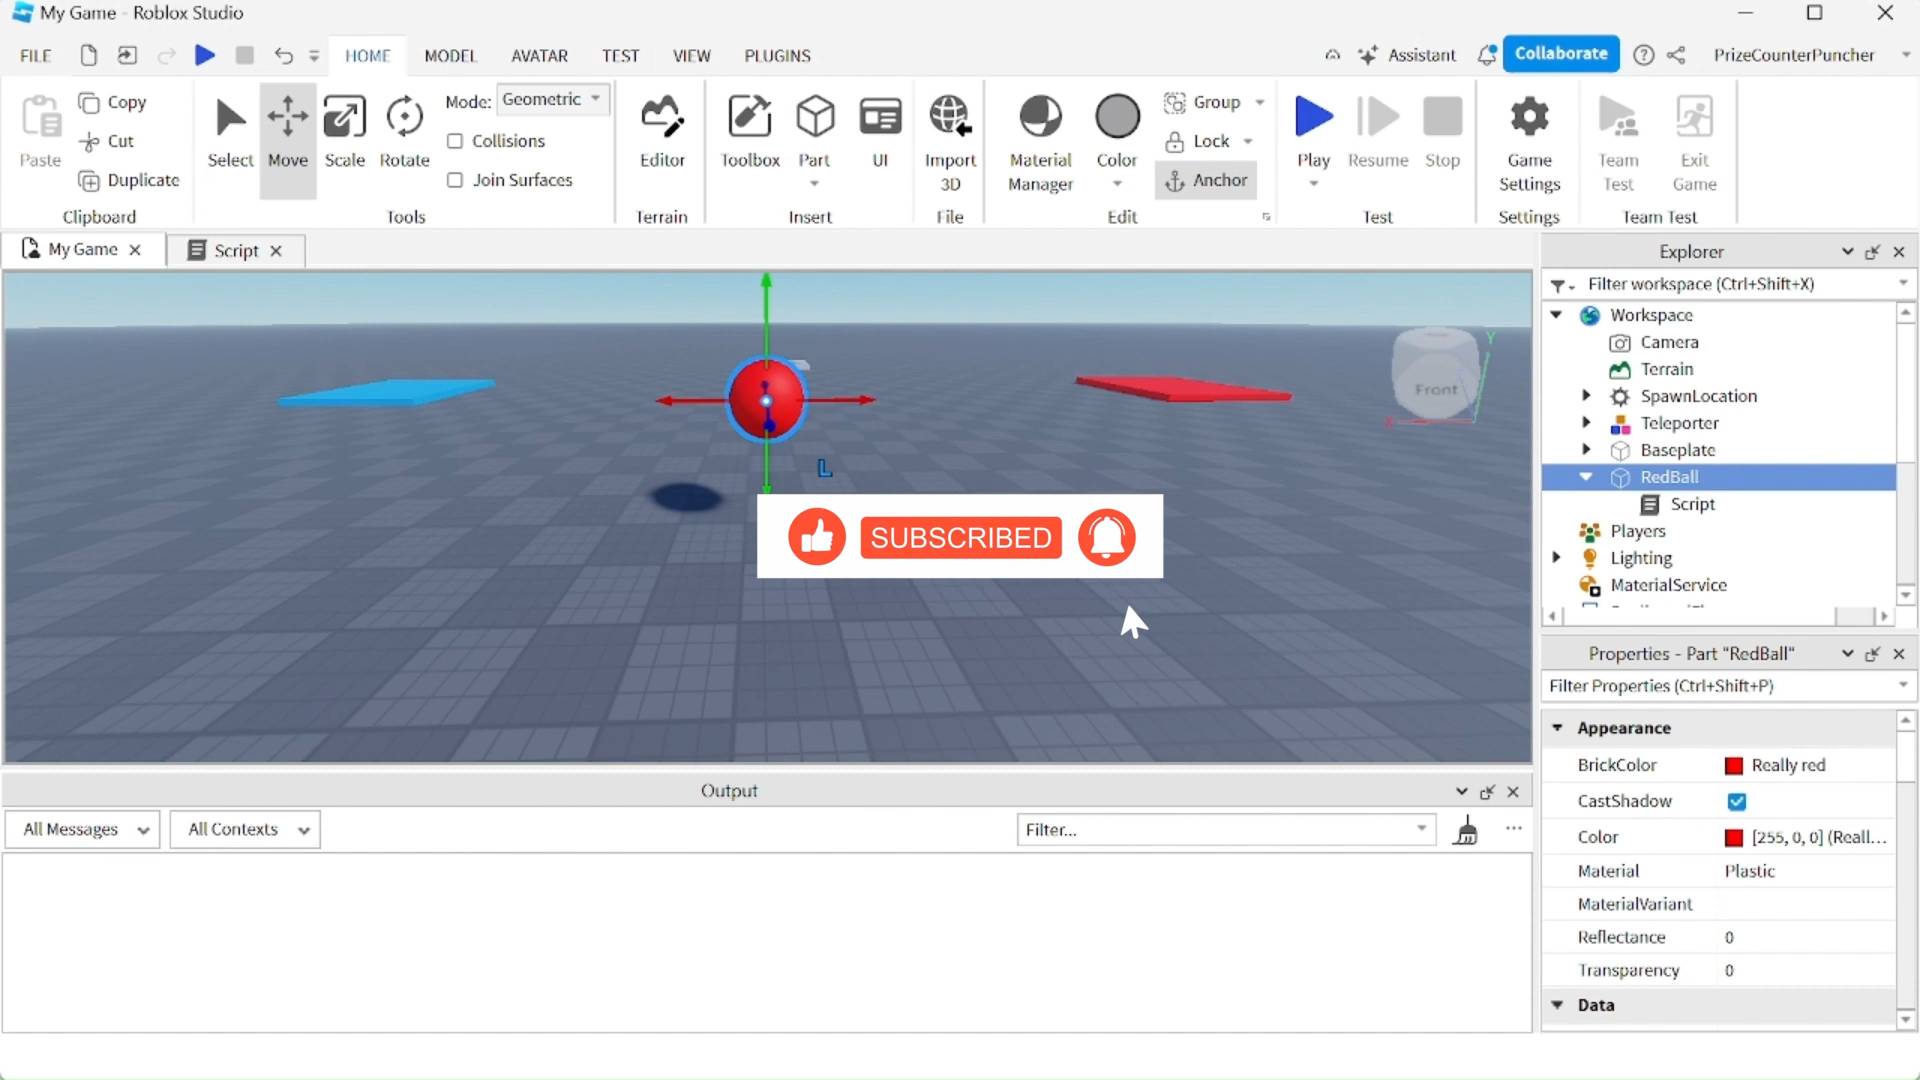 My Game - Roblox Studio
FILE HOME MODEL AVATAR TEST VIEW PLUGINS Assistant Collaborate PrizeCounterPuncher
Paste Copy Cut Duplicate
Clipboard
Select Move Scale Rotate
Mode: Geometric
Collisions
Join Surfaces
Tools
Editor
Terrain
Toolbox Part UI
Insert
Import
3D
File
Material
Manager
Color
Group
Lock
Anchor
Edit
Play Resume Stop
Test
Game
Settings
Settings
Team
Test
Exit
Game
Team Test
My Game Script
Front
X
Y
L
SUBSCRIBED
Explorer
Filter workspace (Ctrl+Shift+X)
Workspace
Camera
Terrain
SpawnLocation
Teleporter
Baseplate
RedBall
Script
Players
Lighting
MaterialService
Properties - Part "RedBall"
Filter Properties (Ctrl+Shift+P)
Appearance
BrickColor Really red
CastShadow
Color [255, 0, 0] (Reall...
Material Plastic
MaterialVariant
Reflectance 0
Transparency 0
Data
Output
All Messages All Contexts Filter...